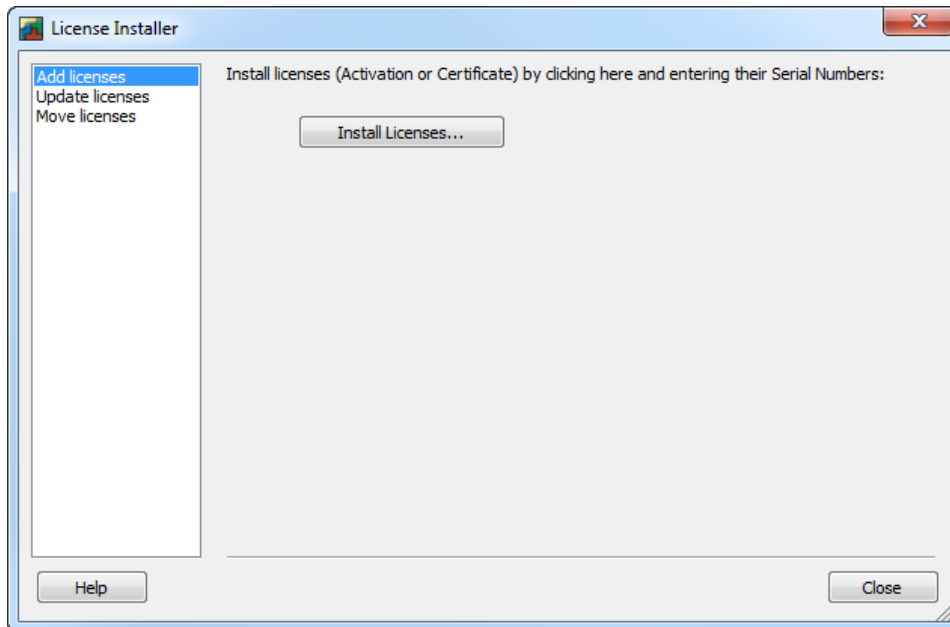 License Installer
Add licenses
Update licenses
Move licenses
Install licenses (Activation or Certificate) by clicking here and entering their Serial Numbers:
Install Licenses...
Help
Close